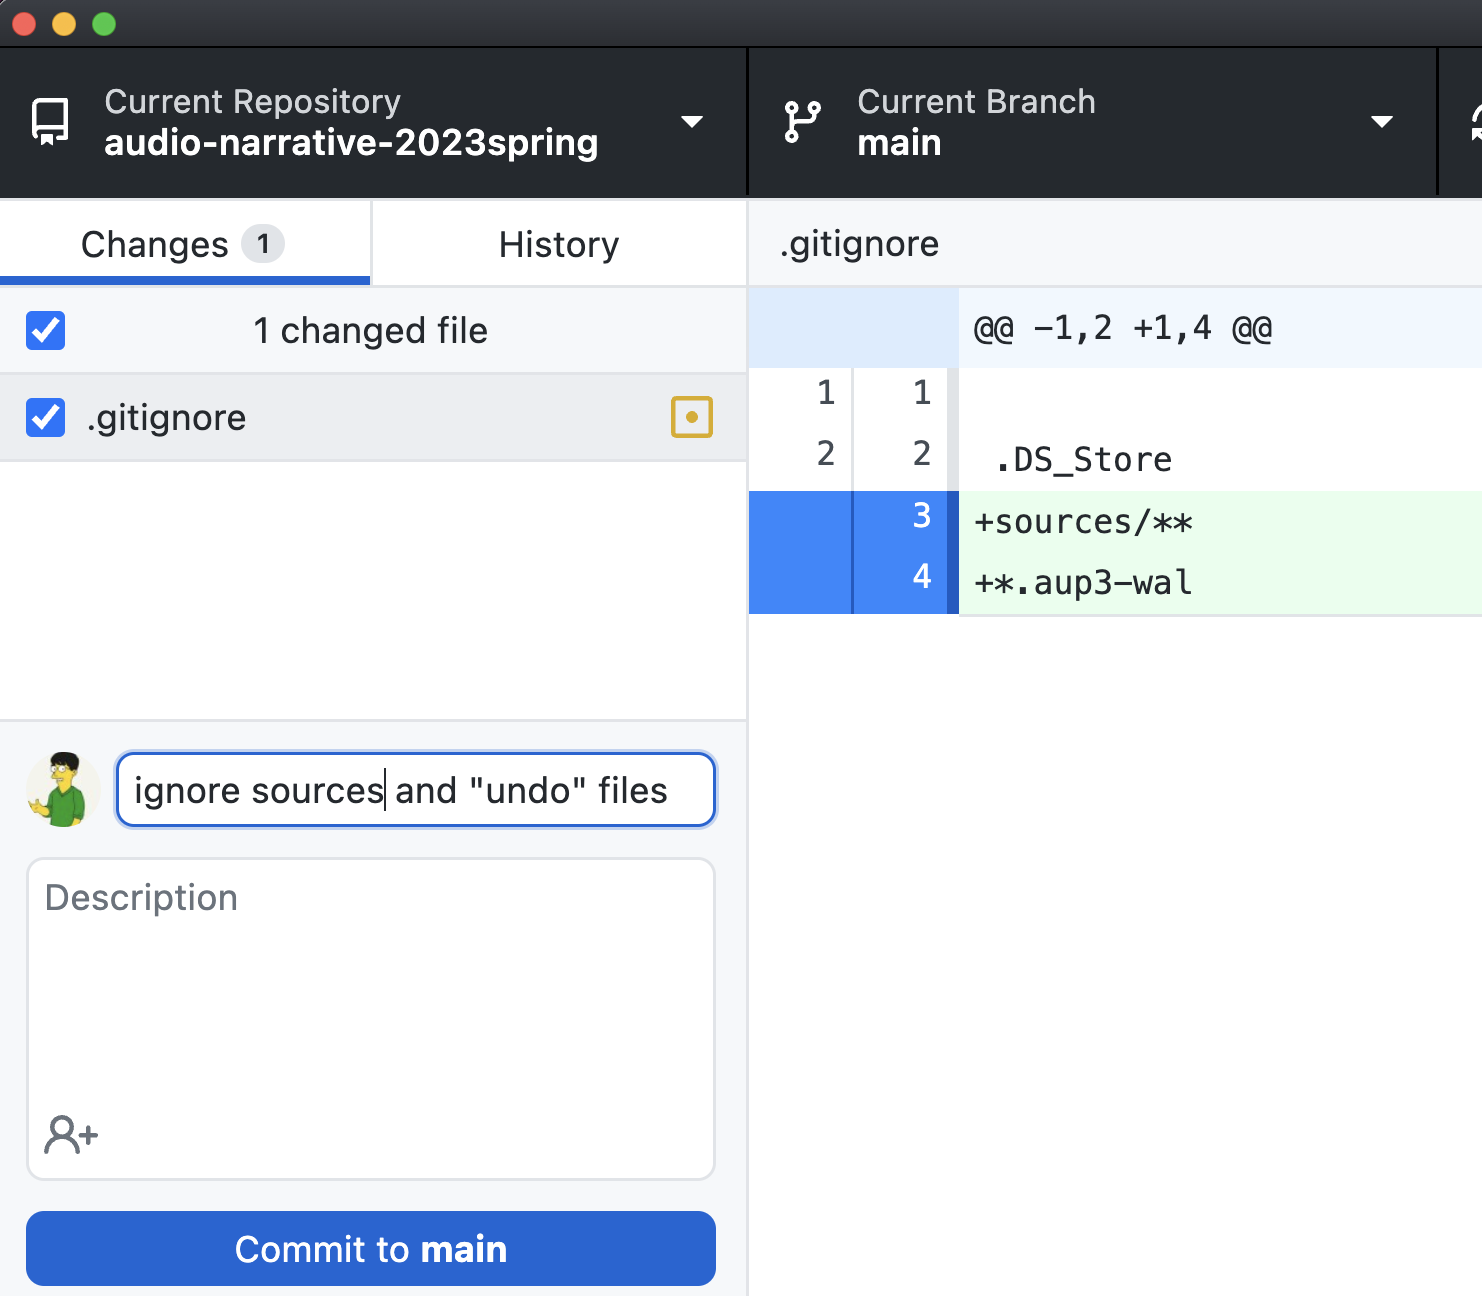 Current Repository
audio-narrative-2023spring
Current Branch
main
Changes 1
History
1 changed file
.gitignore
ignore sources and "undo" files
Description
Commit to main
.gitignore
@@ -1,2 +1,4 @@
1 1
2 2 .DS_Store
3 +sources/**
4 +*.aup3-wal